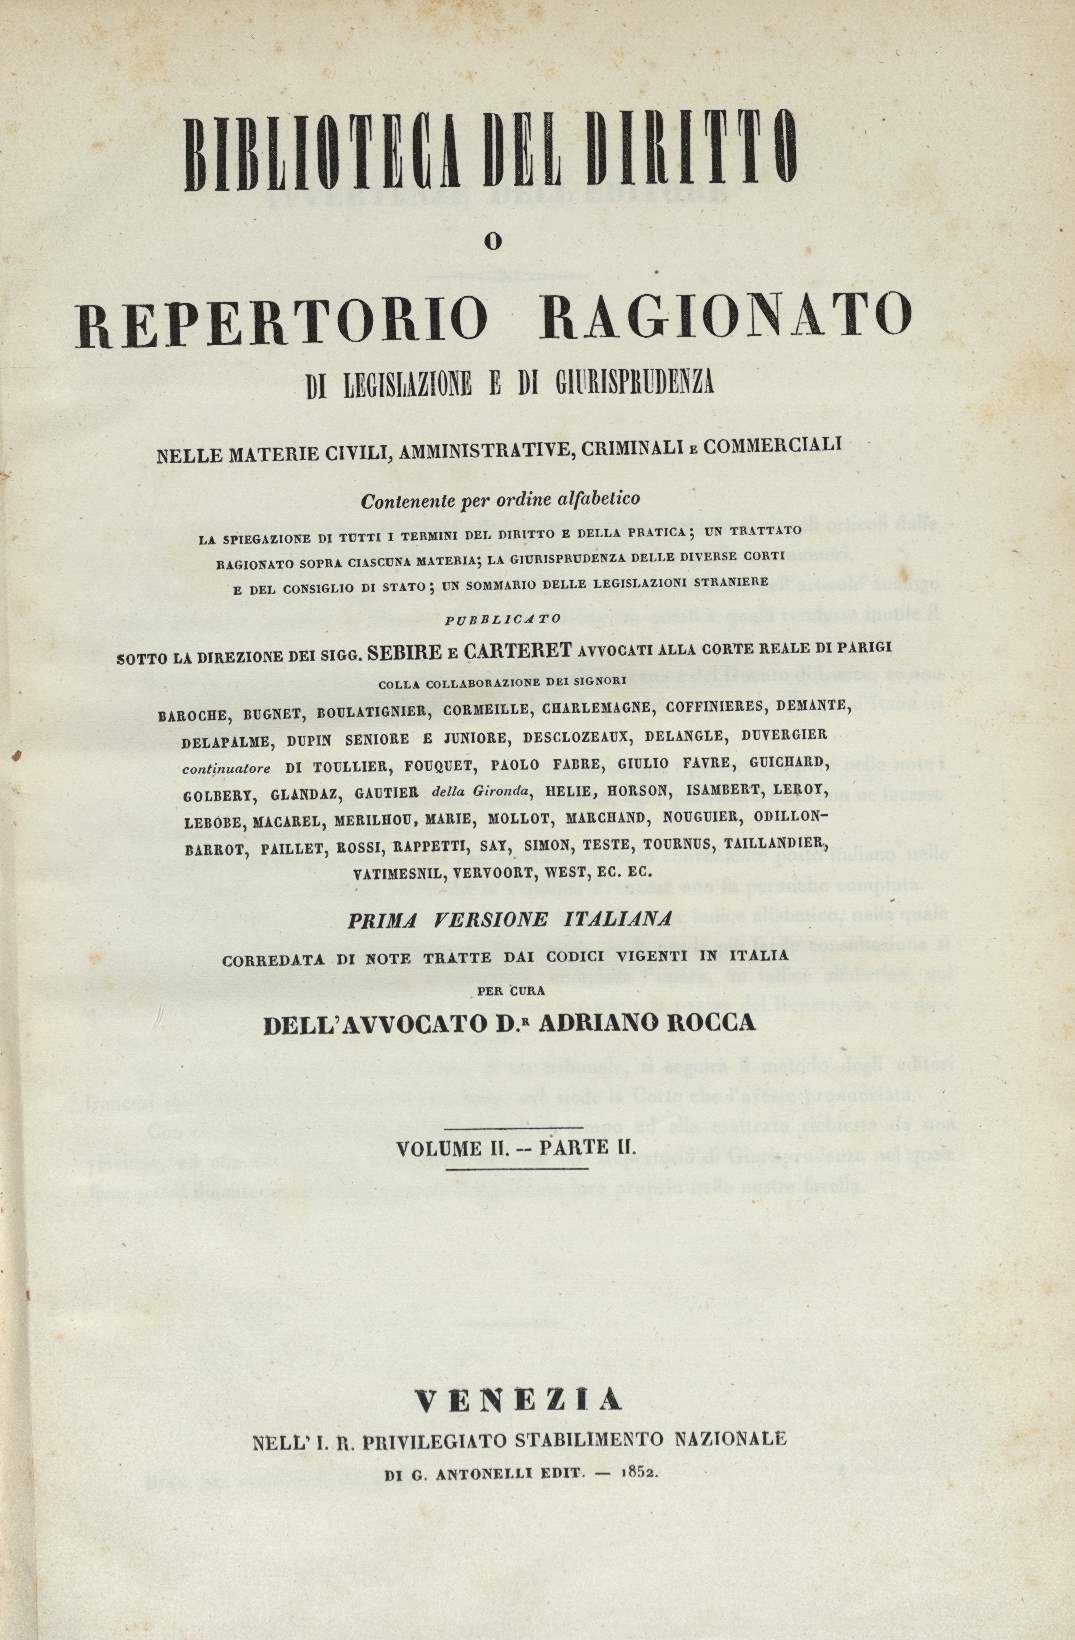 BIBLIOTECA DEL DIRITTO
O
REPERTORIO RAGIONATO
DI LEGISLAZIONE E DI GIURISPRUDENZA
NELLE MATERIE CIVILI, AMMINISTRATIVE, CRIMINALI E COMMERCIALI
Contenente per ordine alfabetico
LA SPIEGAZIONE DI TUTTI I TERMINI DEL DIRITTO E DELLA PRATICA; UN TRATTATO
RAGIONATO SOPRA CIASCUNA MATERIA; LA GIURISPRUDENZA DELLE DIVERSE CORTI
E DEL CONSIGLIO DI STATO; UN SOMMARIO DELLE LEGISLAZIONI STRANIERE
PUBBLICATO
SOTTO LA DIREZIONE DEI SIGG. SEBIRE E CARTERET AVVOCATI ALLA CORTE REALE DI PARIGI
COLLA COLLABORAZIONE DEI SIGNORI
BAROCHE, BUGNET, BOULATIGNIER, CORMEILLE, CHARLEMAGNE, COFFINIERES, DEMANTE,
DELAPALME, DUPIN SENIORE E JUNIORE, DESCLOZEAUX, DELANGLE, DUVERGIER
continuatore DI TOULLIER, FOUQUET, PAOLO FABRE, GIULIO FAVRE, GUICHARD,
GOLBERY, GLANDAZ, GAUTIER della Gironda, HELIE, HORSON, ISAMBERT, LEROY,
LEBOBE, MACAREL, MERILHOU, MARIE, MOLLOT, MARCHAND, NOUGUIER, ODILLON-
BARROT, PAILLET, ROSSI, RAPPETTI, SAY, SIMON, TESTE, TOURNUS, TAILLANDIER,
VATIMESNIL, VERVOORT, WEST, EC. EC.
PRIMA VERSIONE ITALIANA
CORREDATA DI NOTE TRATTE DAI CODICI VIGENTI IN ITALIA
PER CURA
DELL'AVVOCATO D.R ADRIANO ROCCA
VOLUME II. -- PARTE II.
VENEZIA
NELL' I. R. PRIVILEGIATO STABILIMENTO NAZIONALE
DI G. ANTONELLI EDIT. — 1852.